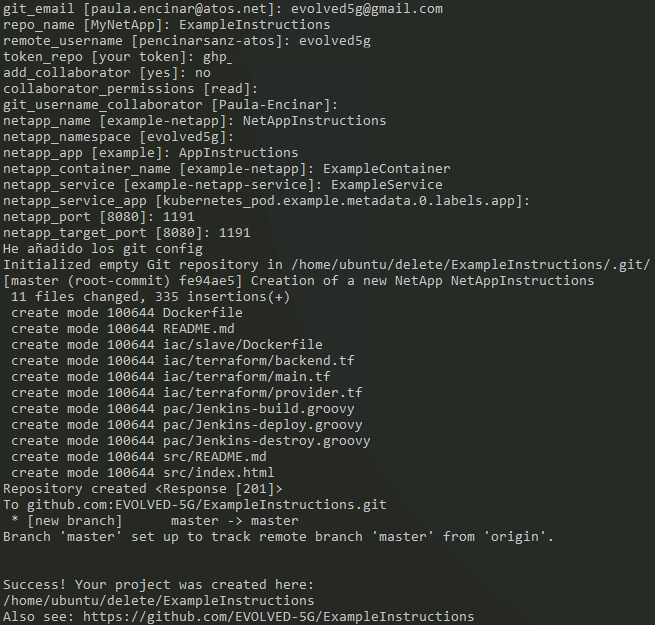 git_email [paula.encinar@atos.net]: evolved5g@gmail.com
repo_name [MyNetApp]: ExampleInstructions
remote_username [pencinarsanz-atos]: evolved5g
token_repo [your token]: ghp_
add_collaborator [yes]: no
collaborator_permissions [read]:
git_username_collaborator [Paula-Encinar]:
netapp_name [example-netapp]: NetAppInstructions
netapp_namespace [evolved5g]:
netapp_app [example]: AppInstructions
netapp_container_name [example-netapp]: ExampleContainer
netapp_service [example-netapp-service]: ExampleService
netapp_service_app [kubernetes_pod.example.metadata.0.labels.app]:
netapp_port [8080]: 1191
netapp_target_port [8080]: 1191
He añadido los git config
Initialized empty Git repository in /home/ubuntu/delete/ExampleInstructions/.git/
[master (root-commit) fe94ae5] Creation of a new NetApp NetAppInstructions
 11 files changed, 335 insertions(+)
 create mode 100644 Dockerfile
 create mode 100644 README.md
 create mode 100644 iac/slave/Dockerfile
 create mode 100644 iac/terraform/backend.tf
 create mode 100644 iac/terraform/main.tf
 create mode 100644 iac/terraform/provider.tf
 create mode 100644 pac/Jenkins-build.groovy
 create mode 100644 pac/Jenkins-deploy.groovy
 create mode 100644 pac/Jenkins-destroy.groovy
 create mode 100644 src/README.md
 create mode 100644 src/index.html
Repository created <Response [201]>
To github.com:EVOLVED-5G/ExampleInstructions.git
 * [new branch]      master -> master
Branch 'master' set up to track remote branch 'master' from 'origin'.
Success! Your project was created here:
/home/ubuntu/delete/ExampleInstructions
Also see: https://github.com/EVOLVED-5G/ExampleInstructions